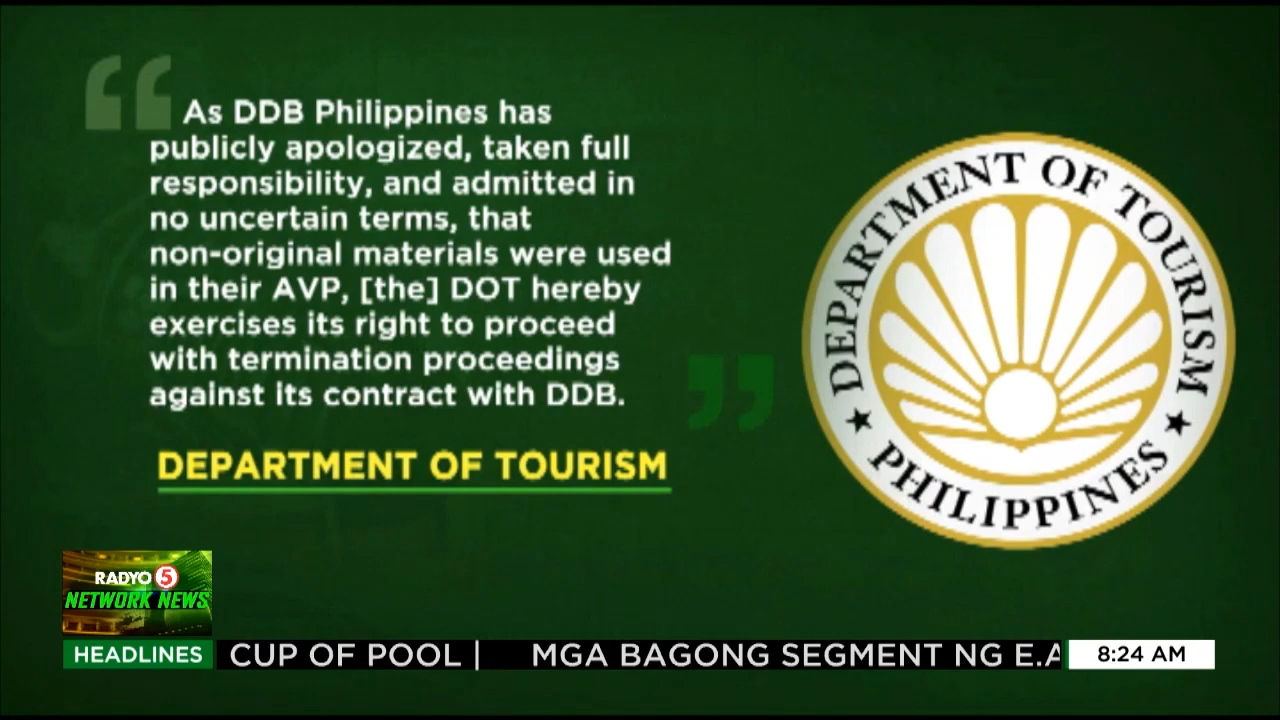 As DDB Philippines has
publicly apologized, taken full
responsibility, and admitted in
no uncertain terms, that
non-original materials were used
in their AVP, [the] DOT hereby
exercises its right to proceed
with termination proceedings
against its contract with DDB.
DEPARTMENT OF TOURISM
DEPARTMENT OF TOURISM
PHILIPPINES
RADYO 5
NETWORK NEWS
HEADLINES CUP OF POOL | MGA BAGONG SEGMENT NG E.A 8:24 AM